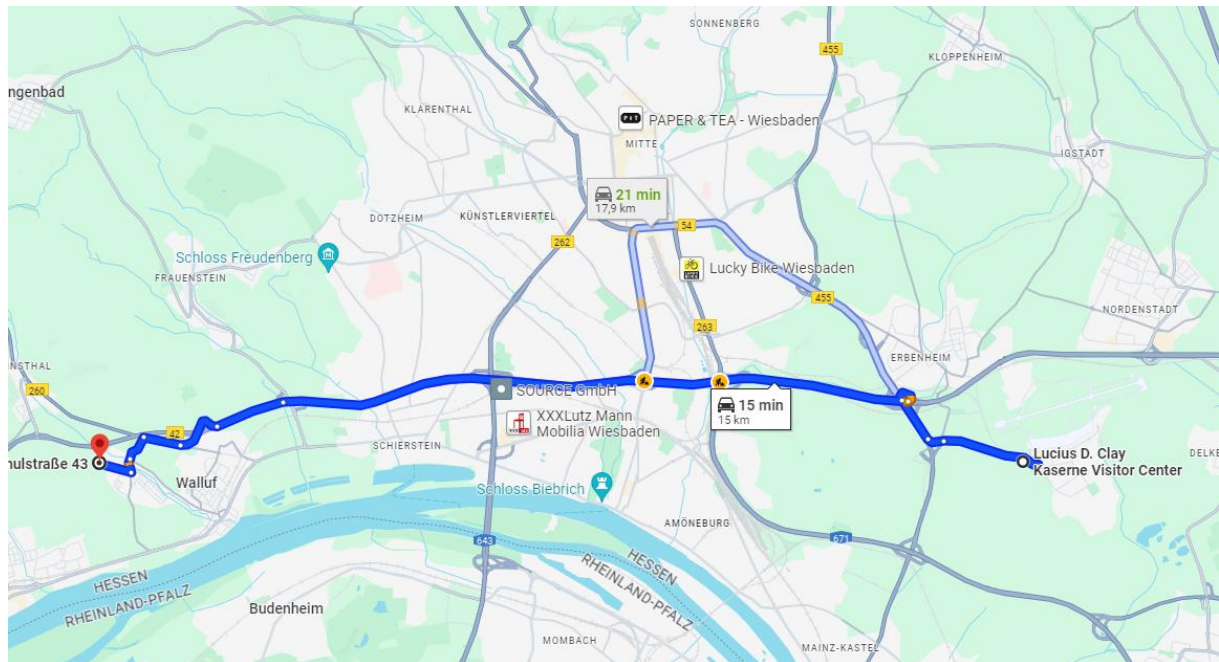 SONNENBERG
455
KLOPPENHEIM
ngenbad
KLARENTHAL
PIT
PAPER & TEA - Wiesbaden
MITTE
IGSTADT
21 min
17,9 km
DOTZHEIM
KÜNSTLERVIERTEL
54
262
Schloss Freudenberg
Lucky Bike Wiesbaden
FRAUENSTEIN
455
NORDENSTADT
263
ERBENHEIM
NSTHAL
260
SOURCE GmbH
15 min
15 km
XXXLutz Mann
Mobilia Wiesbaden
42
SCHIERSTEIN
hulstraße 43
Walluf
Lucius D. Clay
Kaserne Visitor Center
DELKE
Schloss Biebrich
AMÖNEBURG
643
671
HESSEN
RHEINLAND-PFALZ
HESSEN
RHEINLAND-PFALZ
Budenheim
MOMBACH
MAINZ-KASTEL